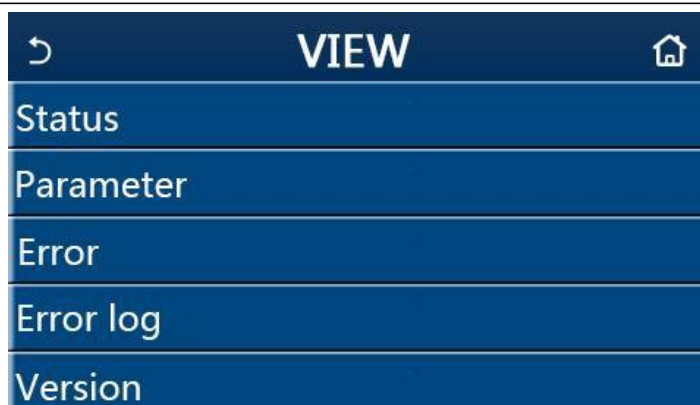 VIEW
Status
Parameter
Error
Error log
Version